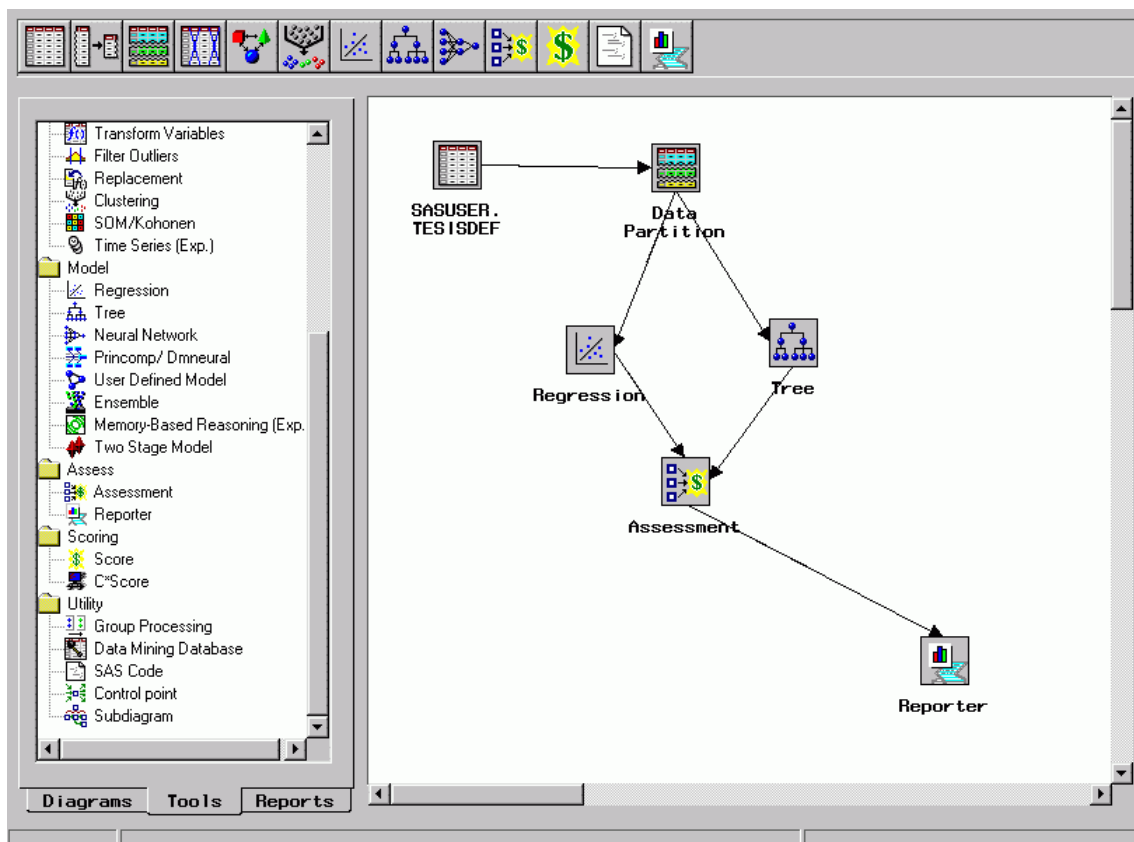 Transform Variables
Filter Outliers
Replacement
Clustering
SOM/Kohonen
Time Series (Exp.)
Model
Regression
Tree
Neural Network
Princomp/ Dmneural
User Defined Model
Ensemble
Memory-Based Reasoning (Exp.
Two Stage Model
Assess
Assessment
Reporter
Scoring
Score
C*Score
Utility
Group Processing
Data Mining Database
SAS Code
Control point
Subdiagram
Diagrams Tools Reports
SASUSER.
TESISDEF
Data
Partition
Regression
Tree
Assessment
Reporter